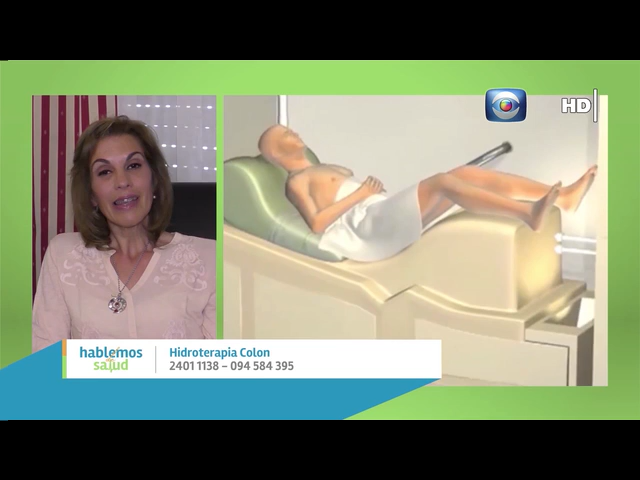 HD
hablemos
salud
Hidroterapia Colon
2401 1138 – 094 584 395